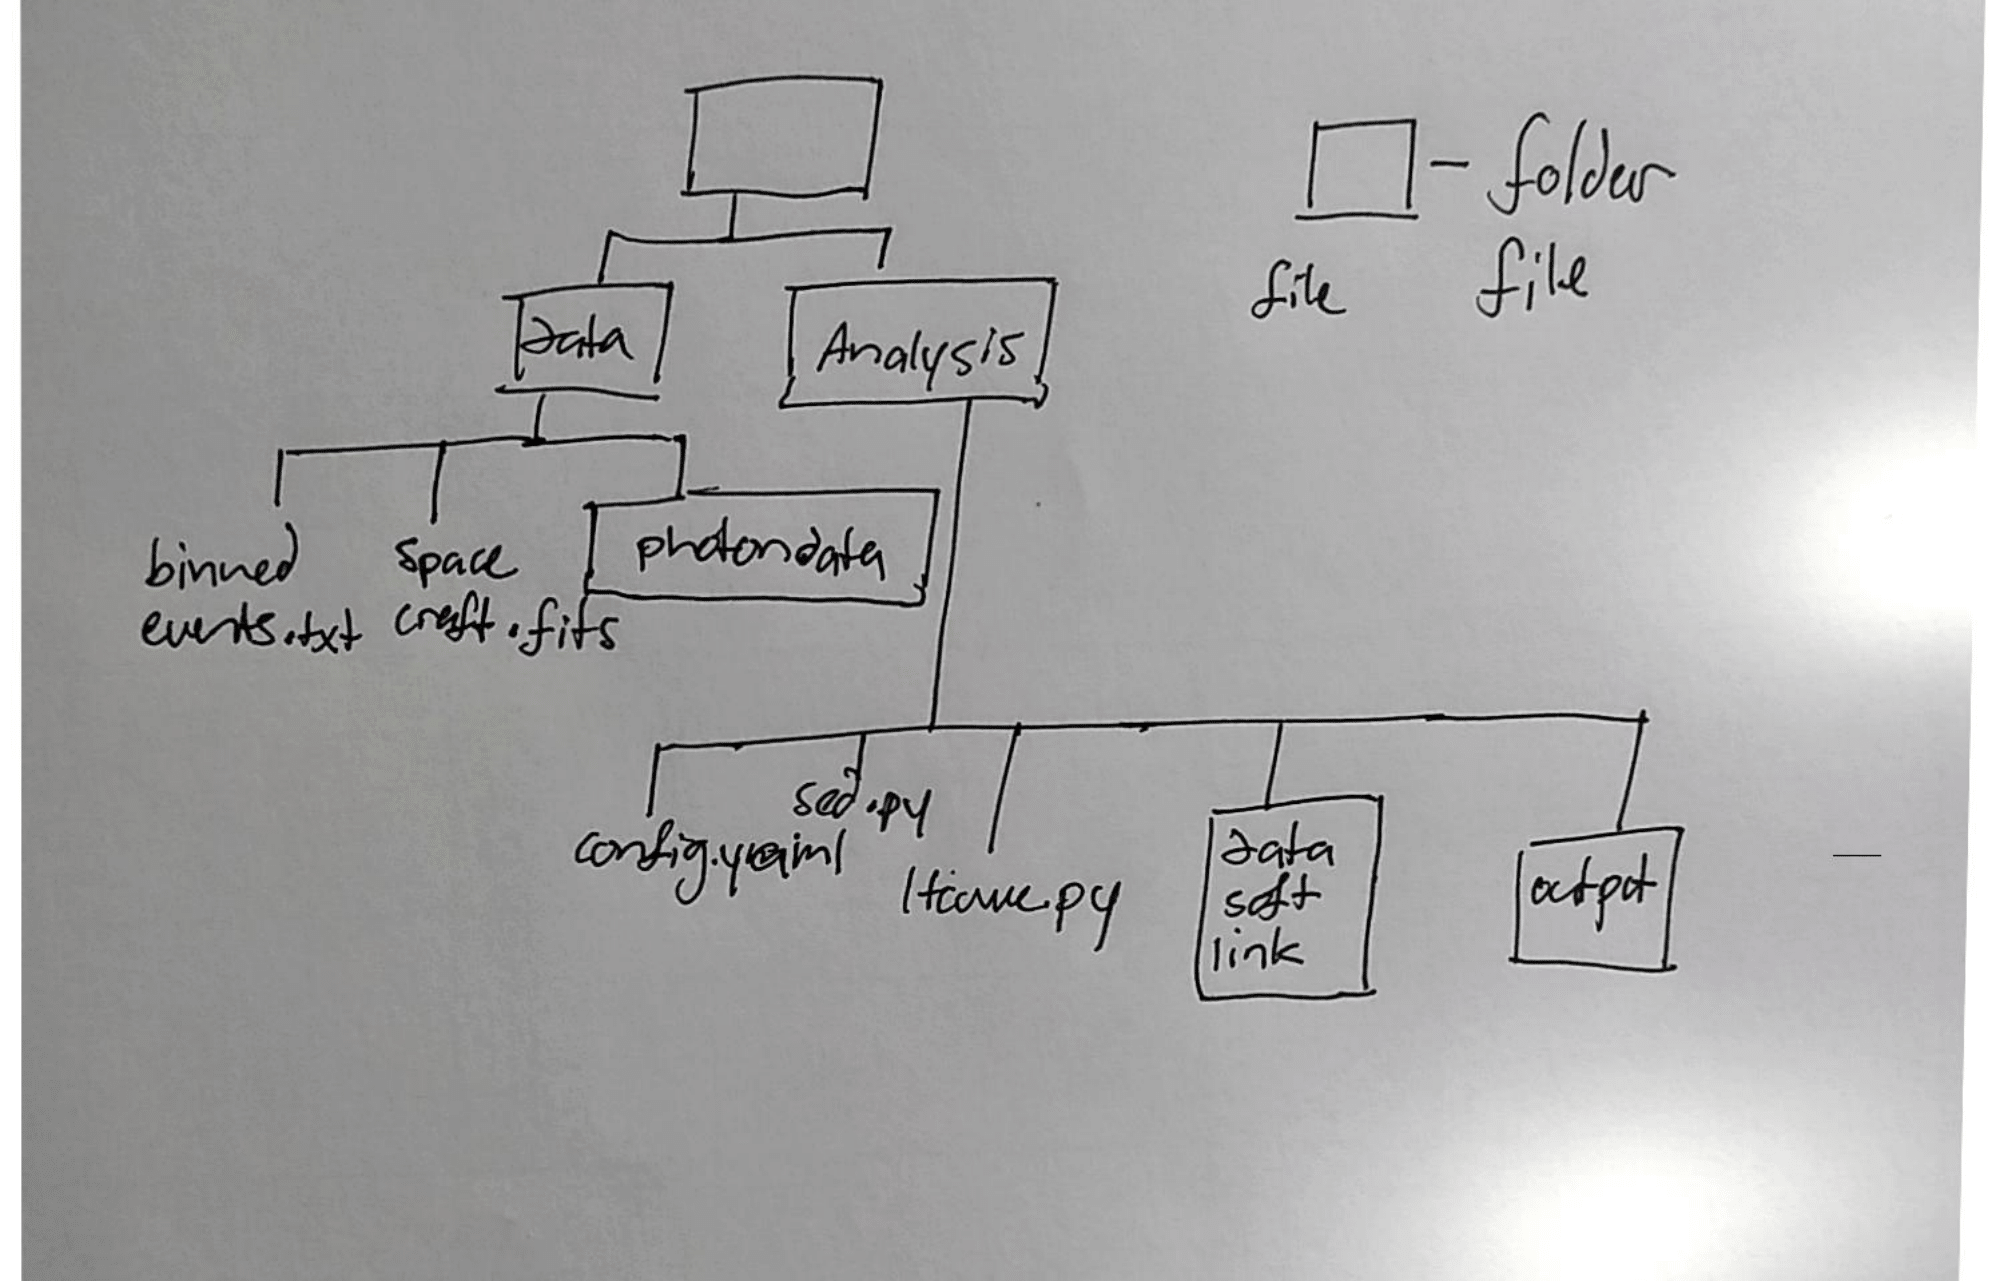 - folder
file file
data
Analysis
binned
events.txt
space
craft.fits
photondata
sed.py
config.yaml
ltcurve.py
data
soft
link
output